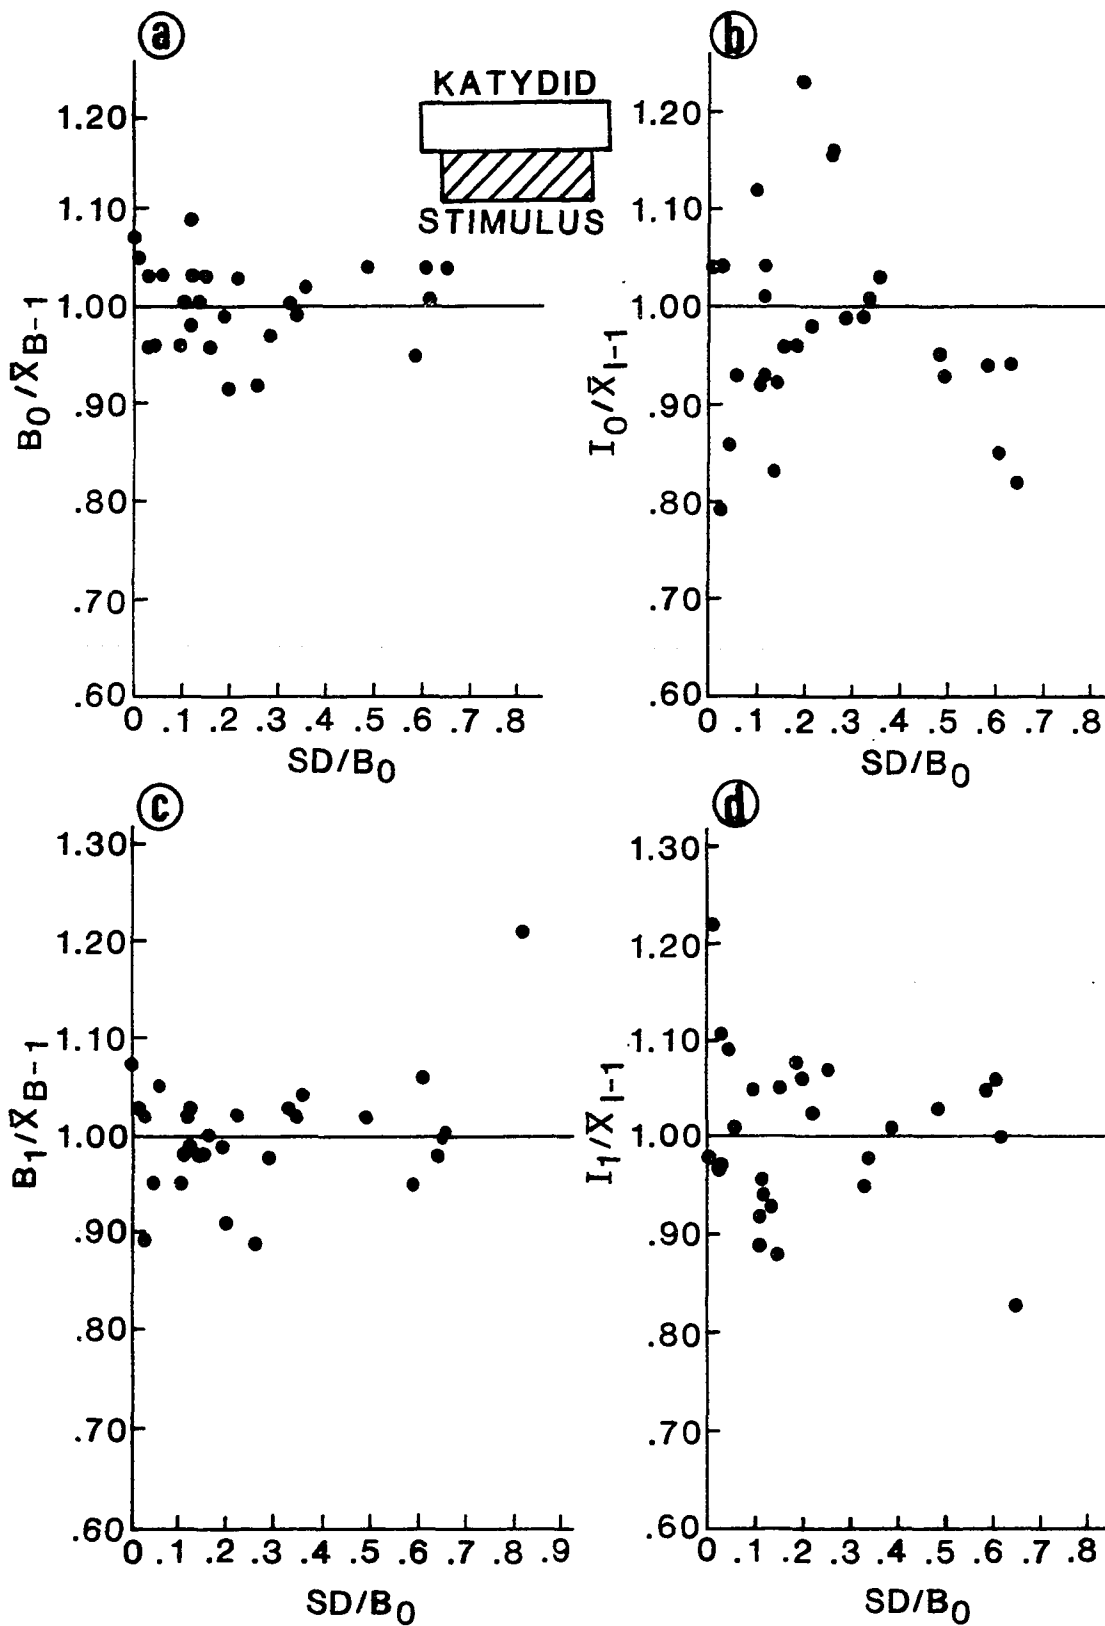 a
KATYDID
STIMULUS
1.20
1.10
1.00
.90
.80
.70
.60
B0/X̄B-1
0 .1 .2 .3 .4 .5 .6 .7 .8
SD/B0
b
1.20
1.10
1.00
.90
.80
.70
.60
I0/X̄I-1
0 .1 .2 .3 .4 .5 .6 .7 .8
SD/B0
c
1.30
1.20
1.10
1.00
.90
.80
.70
.60
B1/X̄B-1
0 .1 .2 .3 .4 .5 .6 .7 .8 .9
SD/B0
d
1.30
1.20
1.10
1.00
.90
.80
.70
.60
I1/X̄I-1
0 .1 .2 .3 .4 .5 .6 .7 .8
SD/B0